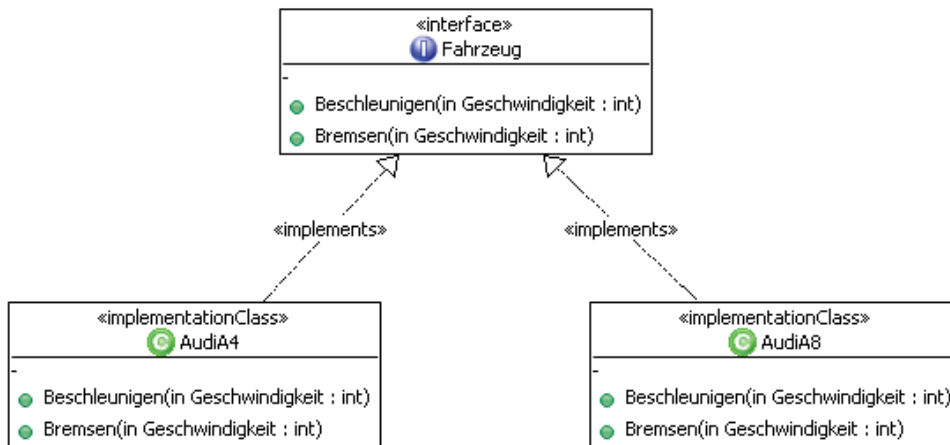 «interface»
Fahrzeug
-
Beschleunigen(in Geschwindigkeit : int)
Bremsen(in Geschwindigkeit : int)
«implements»
«implements»
«implementationClass»
AudiA4
-
Beschleunigen(in Geschwindigkeit : int)
Bremsen(in Geschwindigkeit : int)
«implementationClass»
AudiA8
-
Beschleunigen(in Geschwindigkeit : int)
Bremsen(in Geschwindigkeit : int)